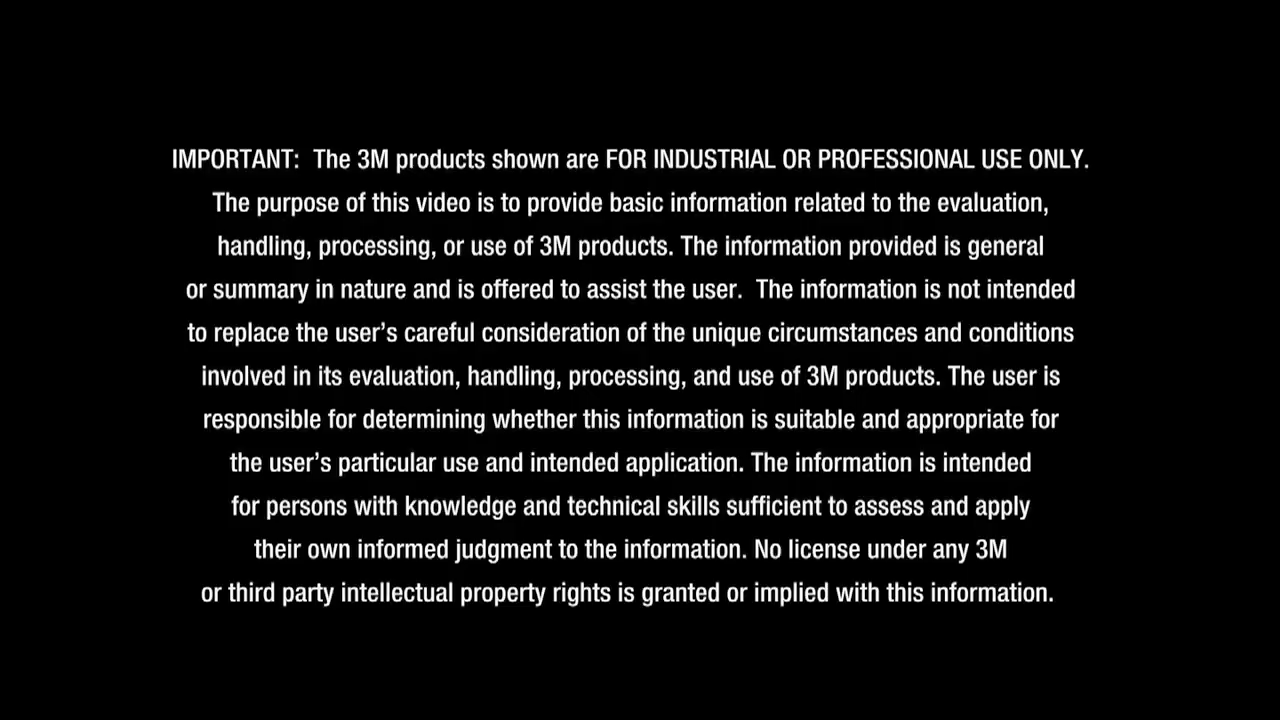 IMPORTANT:  The 3M products shown are FOR INDUSTRIAL OR PROFESSIONAL USE ONLY.
The purpose of this video is to provide basic information related to the evaluation,
handling, processing, or use of 3M products. The information provided is general
or summary in nature and is offered to assist the user.  The information is not intended
to replace the user’s careful consideration of the unique circumstances and conditions
involved in its evaluation, handling, processing, and use of 3M products. The user is
responsible for determining whether this information is suitable and appropriate for
the user’s particular use and intended application. The information is intended
for persons with knowledge and technical skills sufficient to assess and apply
their own informed judgment to the information. No license under any 3M
or third party intellectual property rights is granted or implied with this information.